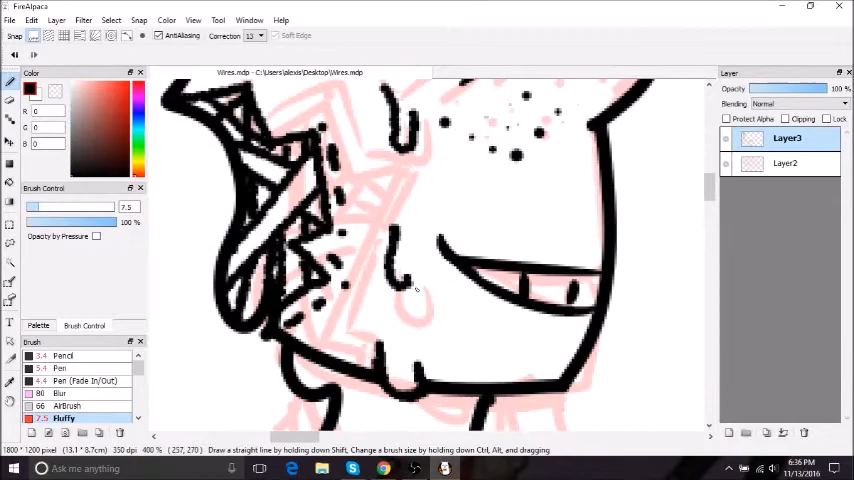 FireAlpaca
File Edit View Layer Filter Select Snap Color View Tool Window Help
Snap AntiAliasing Correction 13 Soft Edge
Wires.mdp - C:\Users\alexis\Desktop\Wires.mdp
Color
R 0
G 0
B 0
Brush Control
7.5
100 %
Opacity by Pressure
Palette Brush Control
Brush
3.4 Pencil
5 Pen
4.4 Pen (Fade In/Out)
80 Blur
66 AirBrush
7.5 Fluffy
Layer
Opacity 100 %
Blending Normal
Protect Alpha Clipping Lock
Layer3
Layer2
1800 * 1200 pixel (13.1 * 8.7cm) 350 dpi 400 % (257, 270) Draw a straight line by holding down Shift, Change a brush size by holding down Ctrl, Alt, and dragging
Ask me anything
6:36 PM
11/13/2016